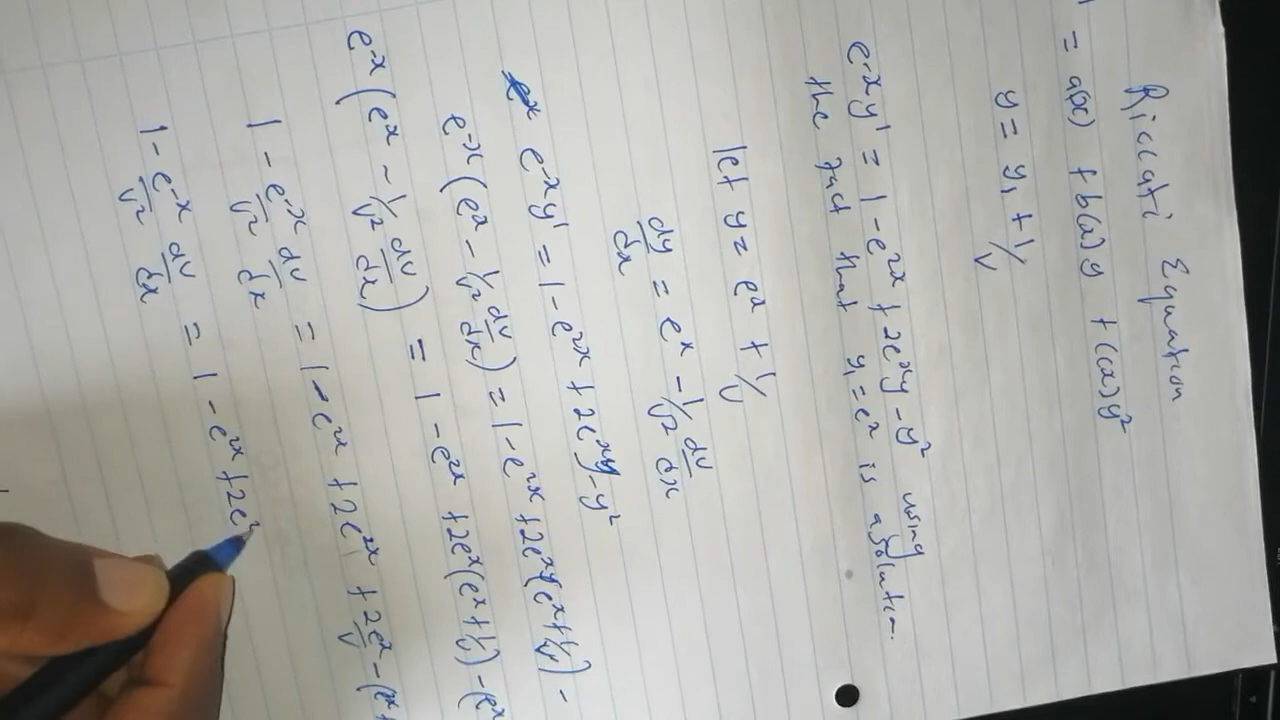 Riccati Equation
= a(x) + b(x)y + c(x)y²
y = y₁ + 1/v
e⁻ˣy' = 1 - e²ˣ + 2eˣy - y² using
the fact that y₁ = eˣ is a solution.
let y = eˣ + 1/v
dy/dx = eˣ - 1/v² dv/dx
e⁻ˣy' = 1 - e²ˣ + 2eˣy - y²
e⁻ˣ(eˣ - 1/v² dv/dx) = 1 - e²ˣ + 2eˣy(eˣ + 1/v) -
e⁻ˣ(eˣ - 1/v² dv/dx) = 1 - e²ˣ + 2eˣ(eˣ + 1/v) - (eˣ
1 - e⁻ˣ/v² dv/dx = 1 - e²ˣ + 2e²ˣ + 2eˣ/v - (eˣ +
1 - e⁻ˣ/v² dv/dx = 1 - e²ˣ + 2e²